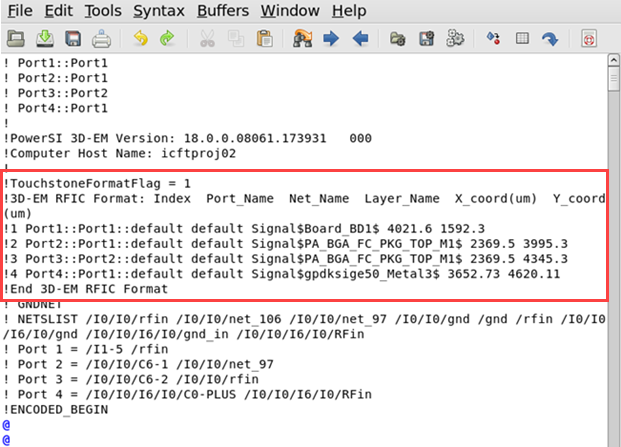 File Edit Tools Syntax Buffers Window Help
! Port1::Port1
! Port2::Port1
! Port3::Port2
! Port4::Port1
!
!PowerSI 3D-EM Version: 18.0.0.08061.173931   000
!Computer Host Name: icftproj02
!
!TouchstoneFormatFlag = 1
!3D-EM RFIC Format: Index  Port_Name  Net_Name  Layer_Name  X_coord(um)  Y_coord
(um)
!1 Port1::Port1::default default Signal$Board_BD1$ 4021.6 1592.3
!2 Port2::Port1::default default Signal$PA_BGA_FC_PKG_TOP_M1$ 2369.5 3995.3
!3 Port3::Port2::default default Signal$PA_BGA_FC_PKG_TOP_M1$ 2369.5 4345.3
!4 Port4::Port1::default default Signal$gpdksige50_Metal3$ 3652.73 4620.11
!End 3D-EM RFIC Format
! GNDNET
! NETSLIST /I0/I0/rfin /I0/I0/net_106 /I0/I0/net_97 /I0/I0/gnd /gnd /rfin /I0/I0
/I6/I0/gnd /I0/I0/I6/I0/gnd_in /I0/I0/I6/I0/RFin
! Port 1 = /I1-5 /rfin
! Port 2 = /I0/I0/C6-1 /I0/I0/net_97
! Port 3 = /I0/I0/C6-2 /I0/I0/rfin
! Port 4 = /I0/I0/I6/I0/C0-PLUS /I0/I0/I6/I0/RFin
!ENCODED_BEGIN
@
@